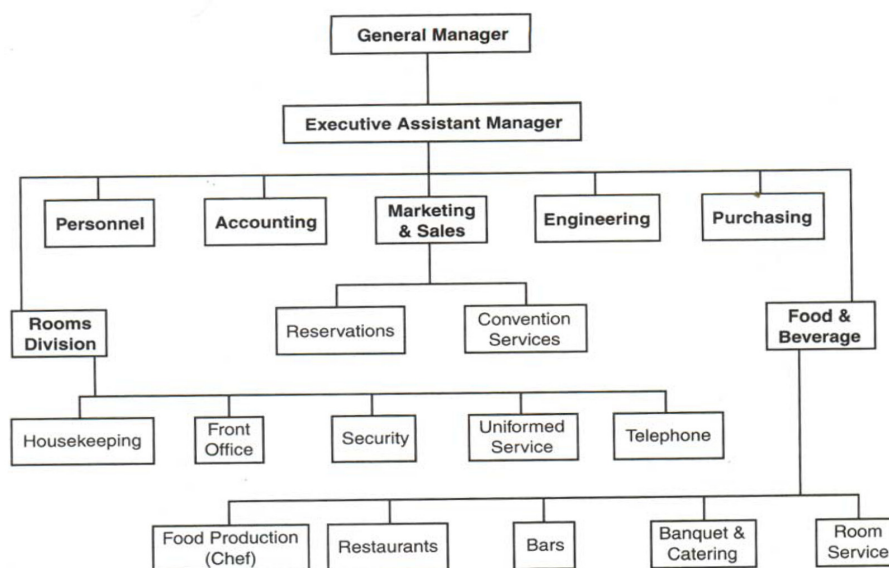 General Manager
Executive Assistant Manager
Personnel
Accounting
Marketing
& Sales
Engineering
Purchasing
Rooms
Division
Reservations
Convention
Services
Food &
Beverage
Housekeeping
Front
Office
Security
Uniformed
Service
Telephone
Food Production
(Chef)
Restaurants
Bars
Banquet &
Catering
Room
Service